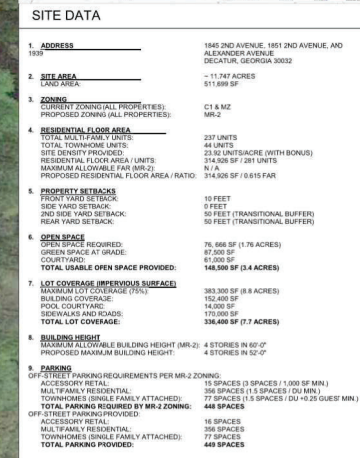 SITE DATA
1. ADDRESS 1845 2ND AVENUE, 1851 2ND AVENUE, AND
1939 ALEXANDER AVENUE
DECATUR, GEORGIA 30032
2. SITE AREA ~ 11.747 ACRES
LAND AREA: 511,699 SF
3. ZONING
CURRENT ZONING (ALL PROPERTIES): C1 & MZ
PROPOSED ZONING (ALL PROPERTIES): MR-2
4. RESIDENTIAL FLOOR AREA
TOTAL MULTI-FAMILY UNITS: 237 UNITS
TOTAL TOWNHOME UNITS: 44 UNITS
SITE DENSITY PROVIDED: 23.92 UNITS/ACRE (WITH BONUS)
RESIDENTIAL FLOOR AREA / UNITS: 314,926 SF / 281 UNITS
MAXIMUM ALLOWABLE FAR (MR-2): N / A
PROPOSED RESIDENTIAL FLOOR AREA / RATIO: 314,926 SF / 0.615 FAR
5. PROPERTY SETBACKS
FRONT YARD SETBACK: 10 FEET
SIDE YARD SETBACK: 0 FEET
2ND SIDE YARD SETBACK: 50 FEET (TRANSITIONAL BUFFER)
REAR YARD SETBACK: 50 FEET (TRANSITIONAL BUFFER)
6. OPEN SPACE
OPEN SPACE REQUIRED: 76, 666 SF (1.76 ACRES)
GREEN SPACE AT GRADE: 87,500 SF
COURTYARD: 61,000 SF
TOTAL USABLE OPEN SPACE PROVIDED: 148,500 SF (3.4 ACRES)
7. LOT COVERAGE (IMPERVIOUS SURFACE)
MAXIMUM LOT COVERAGE (75%): 383,300 SF (8.8 ACRES)
BUILDING COVERAGE: 152,400 SF
POOL COURTYARD: 14,000 SF
SIDEWALKS AND ROADS: 170,000 SF
TOTAL LOT COVERAGE: 336,400 SF (7.7 ACRES)
8. BUILDING HEIGHT
MAXIMUM ALLOWABLE BUILDING HEIGHT (MR-2): 4 STORIES IN 60'-0"
PROPOSED MAXIMUM BUILDING HEIGHT: 4 STORIES IN 52'-0"
9. PARKING
OFF-STREET PARKING REQUIREMENTS PER MR-2 ZONING:
ACCESSORY RETAIL: 15 SPACES (3 SPACES / 1,000 SF MIN.)
MULTIFAMILY RESIDENTIAL: 356 SPACES (1.5 SPACES / DU MIN.)
TOWNHOMES (SINGLE FAMILY ATTACHED): 77 SPACES (1.5 SPACES / DU +0.25 GUEST MIN.)
TOTAL PARKING REQUIRED BY MR-2 ZONING: 448 SPACES
OFF-STREET PARKING PROVIDED:
ACCESSORY RETAIL: 16 SPACES
MULTIFAMILY RESIDENTIAL: 356 SPACES
TOWNHOMES (SINGLE FAMILY ATTACHED): 77 SPACES
TOTAL PARKING PROVIDED: 449 SPACES